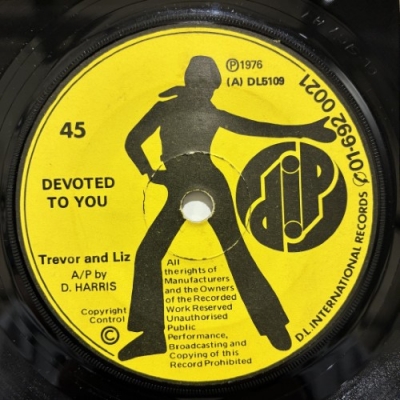 ℗1976
(A) DL5109
45
DEVOTED
TO YOU
dip
01-692 0021
D.L. INTERNATIONAL RECORDS
Trevor and Liz
A/P by
D. HARRIS
Copyright
Control
©
All
the rights of
Manufacturers
and the Owners
of the Recorded
Work Reserved
Unauthorised
Public
Performance,
Broadcasting and
Copying of this
Record Prohibited